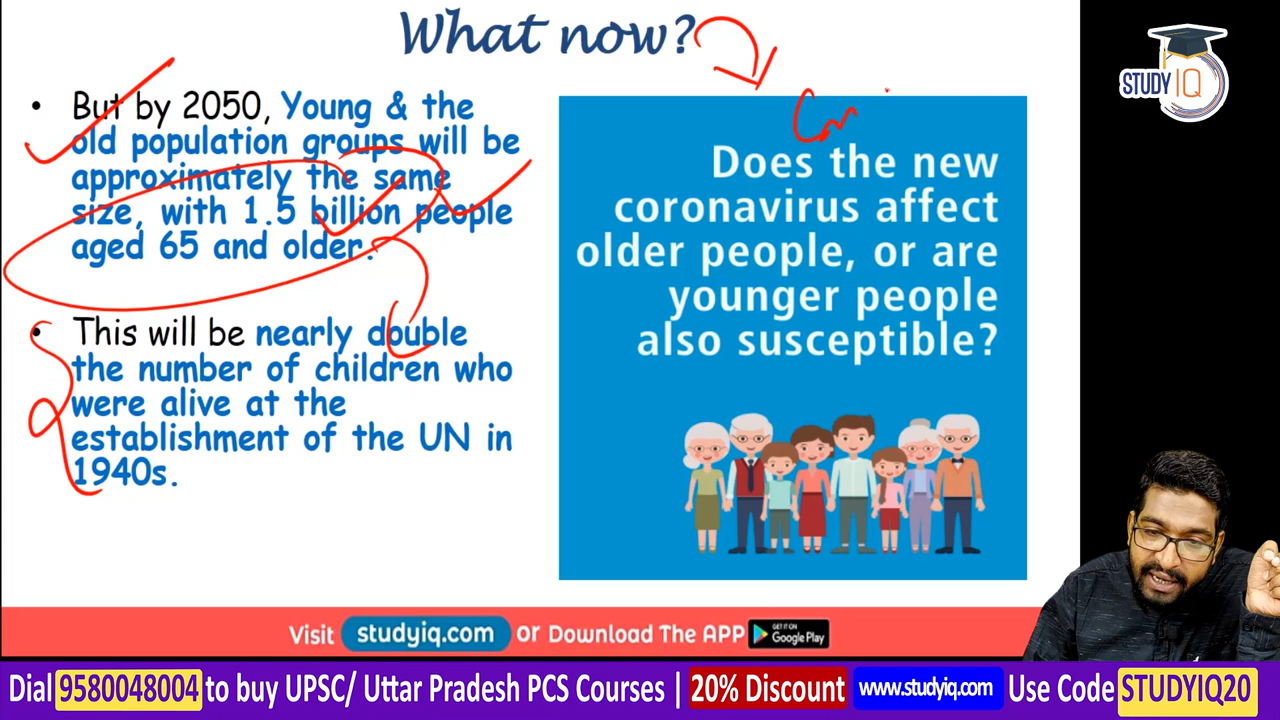 What now?
STUDY IQ
• But by 2050, Young & the
old population groups will be
approximately the same
size, with 1.5 billion people
aged 65 and older.
• This will be nearly double
the number of children who
were alive at the
establishment of the UN in
1940s.
Does the new
coronavirus affect
older people, or are
younger people
also susceptible?
Visit studyiq.com or Download The APP GET IT ON Google Play
Dial 9580048004 to buy UPSC/ Uttar Pradesh PCS Courses | 20% Discount www.studyiq.com Use Code STUDYIQ20